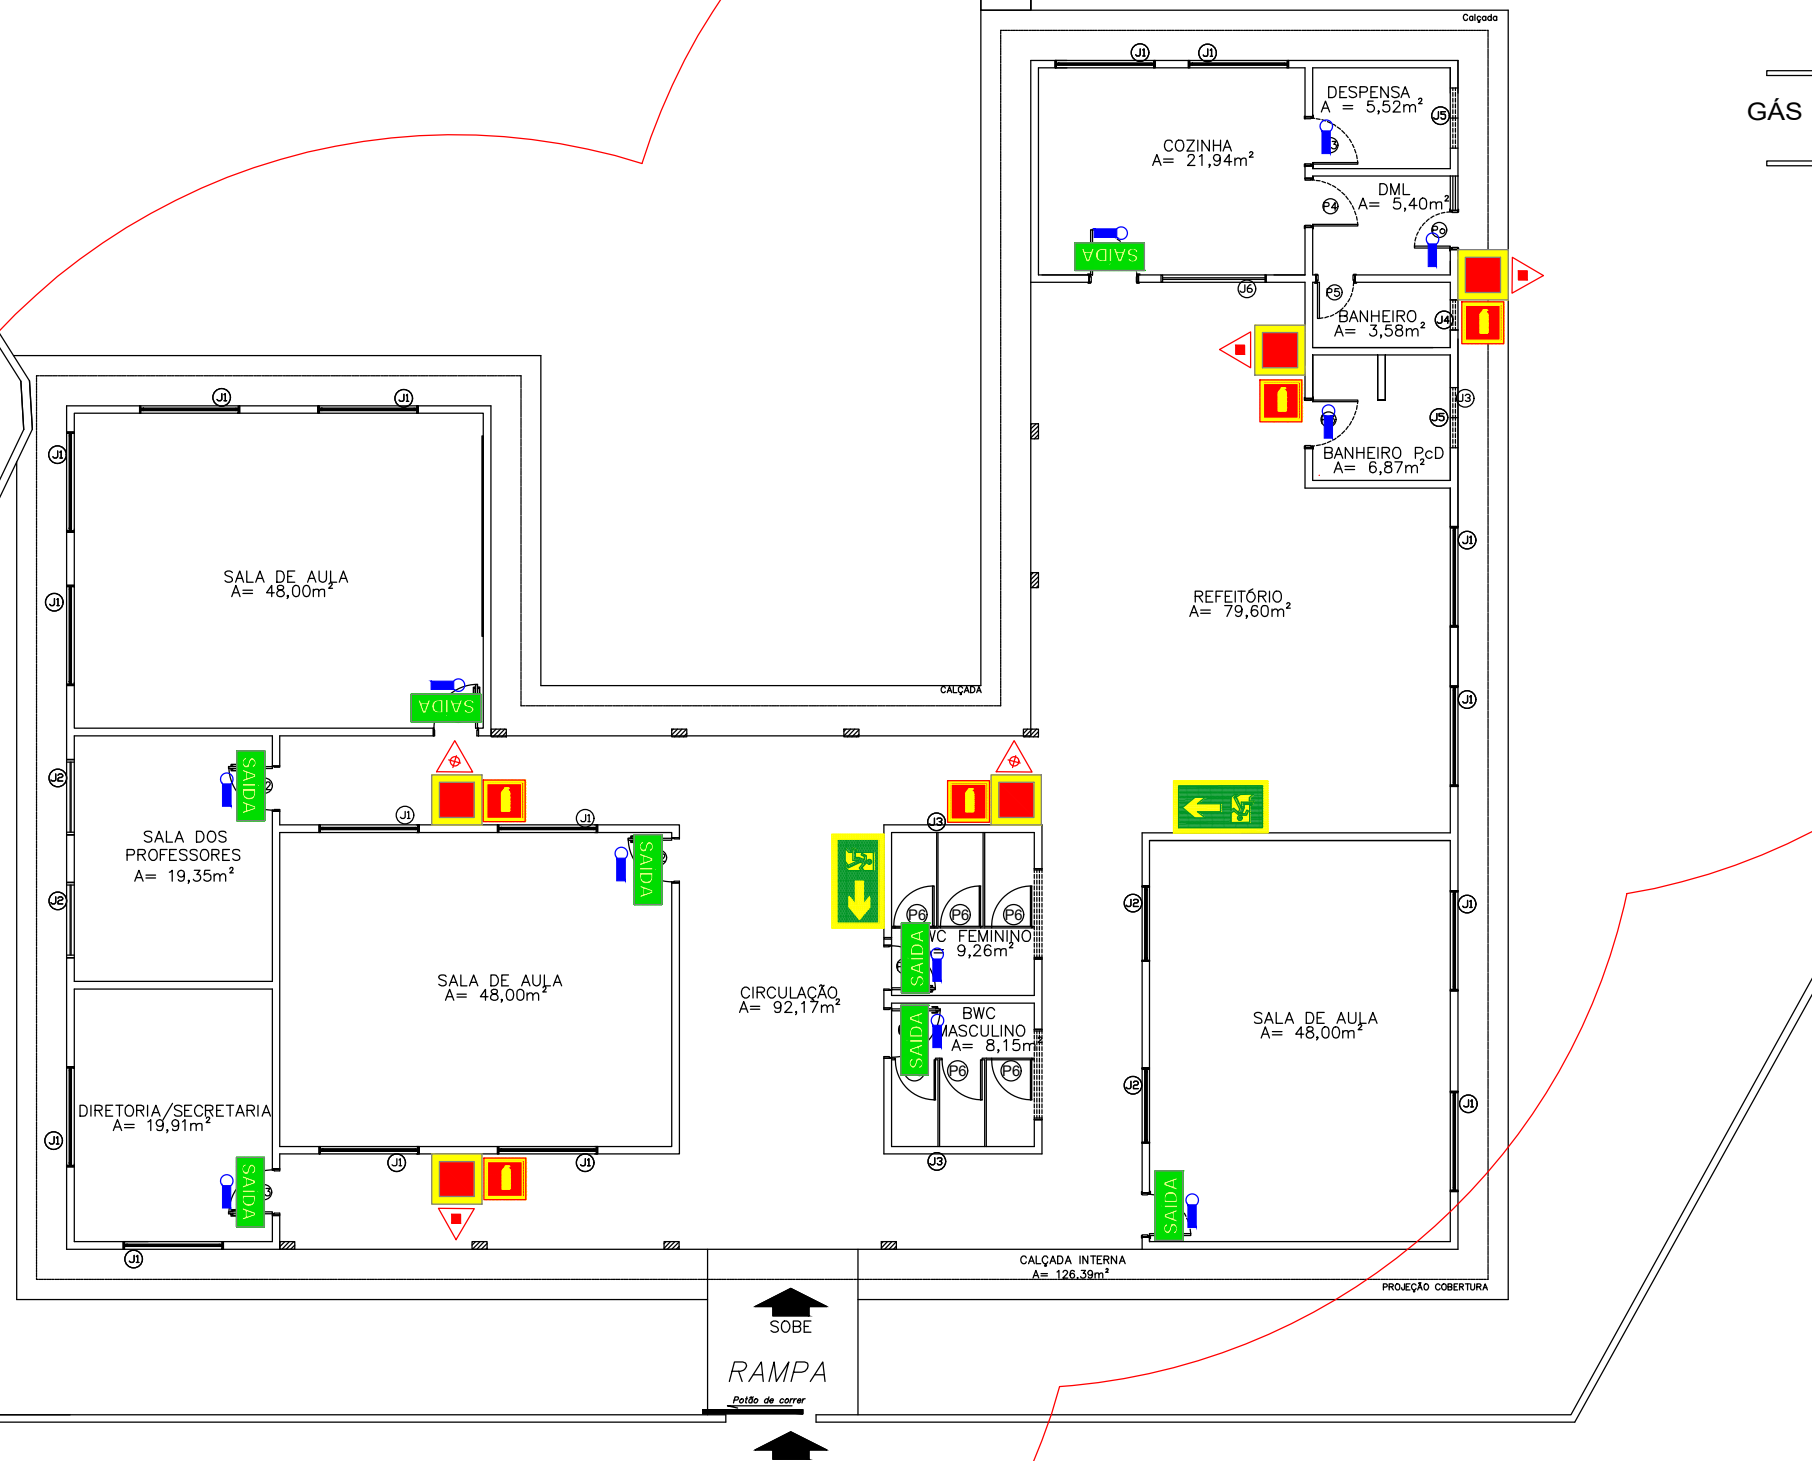 Calçada
J1
J1
DESPENSA
A = 5,52m²
J5
GÁS
COZINHA
A= 21,94m²
DML
A= 5,40m²
P4
SAIDA
J6
P5
BANHEIRO
A= 3,58m²
J4
J1
J1
J3
J5
BANHEIRO PcD
A= 6,87m²
J1
J1
SALA DE AULA
A= 48,00m²
J1
REFEITÓRIO
A= 79,60m²
CALÇADA
J1
SAIDA
J2
SAIDA
J1
J1
J3
SALA DOS
PROFESSORES
A= 19,35m²
SAIDA
J2
P6
P6
P6
J2
J1
SAIDA
FEMININO
9,26m²
SALA DE AULA
A= 48,00m²
CIRCULAÇÃO
A= 92,17m²
BWC
MASCULINO
A= 8,15m²
SAIDA
SALA DE AULA
A= 48,00m²
P6
P6
J2
DIRETORIA/SECRETARIA
A= 19,91m²
J1
J1
J1
J1
J3
SAIDA
SAIDA
J1
CALÇADA INTERNA
A= 126,39m²
PROJEÇÃO COBERTURA
SOBE
RAMPA
Potão de correr